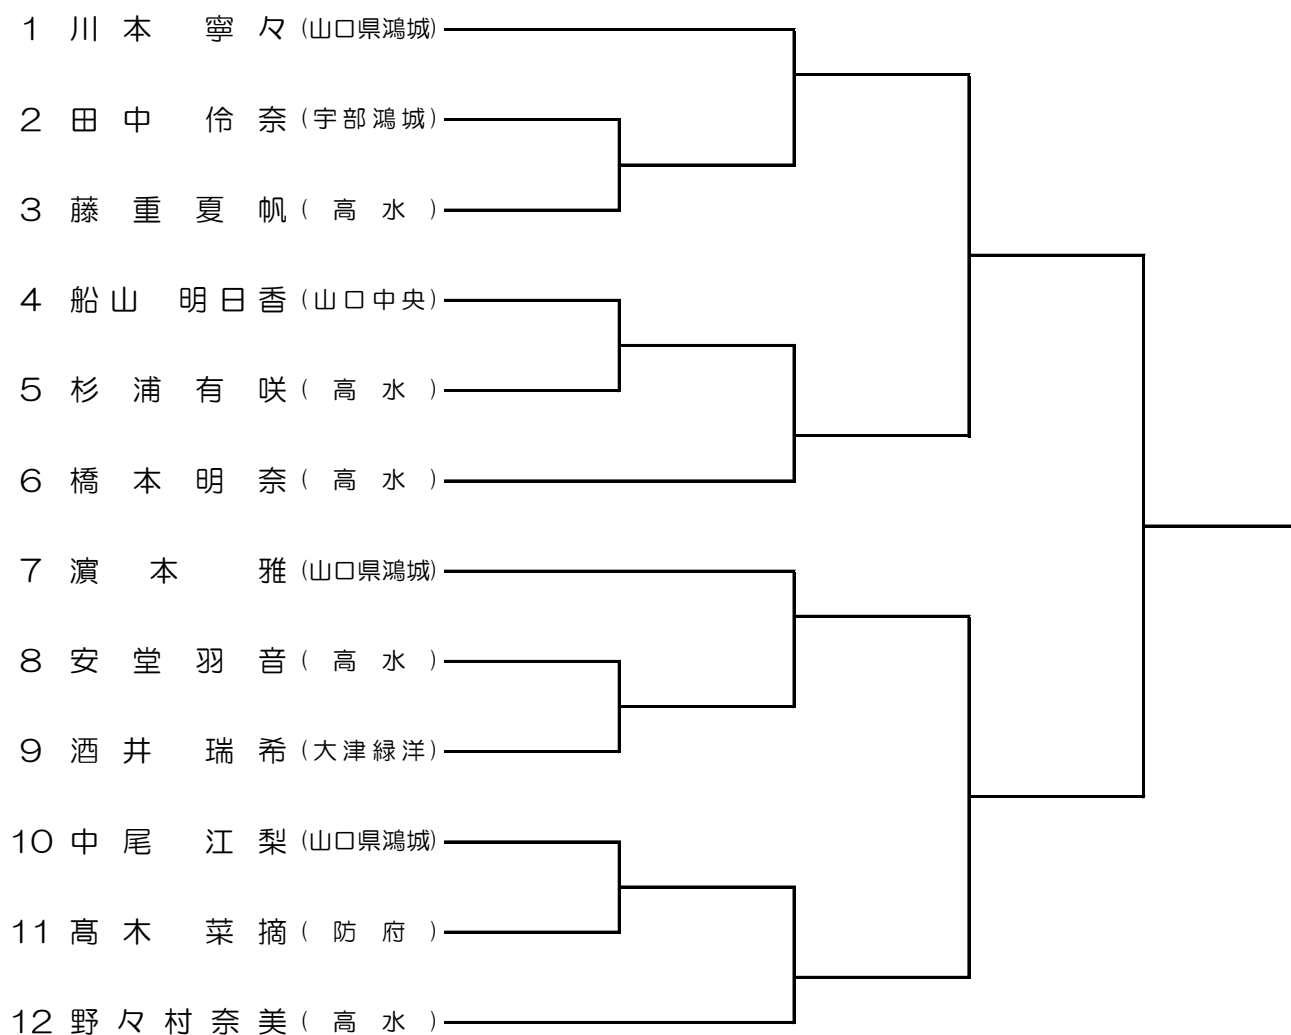 1 川本 寧々 (山口県鴻城)
2 田中 伶奈 (宇部鴻城)
3 藤重夏帆 (高水)
4 船山 明日香 (山口中央)
5 杉浦有咲 (高水)
6 橋本明奈 (高水)
7 濵本 雅 (山口県鴻城)
8 安堂羽音 (高水)
9 酒井 瑞希 (大津緑洋)
10 中尾 江梨 (山口県鴻城)
11 髙木 菜摘 (防府)
12 野々村奈美 (高水)